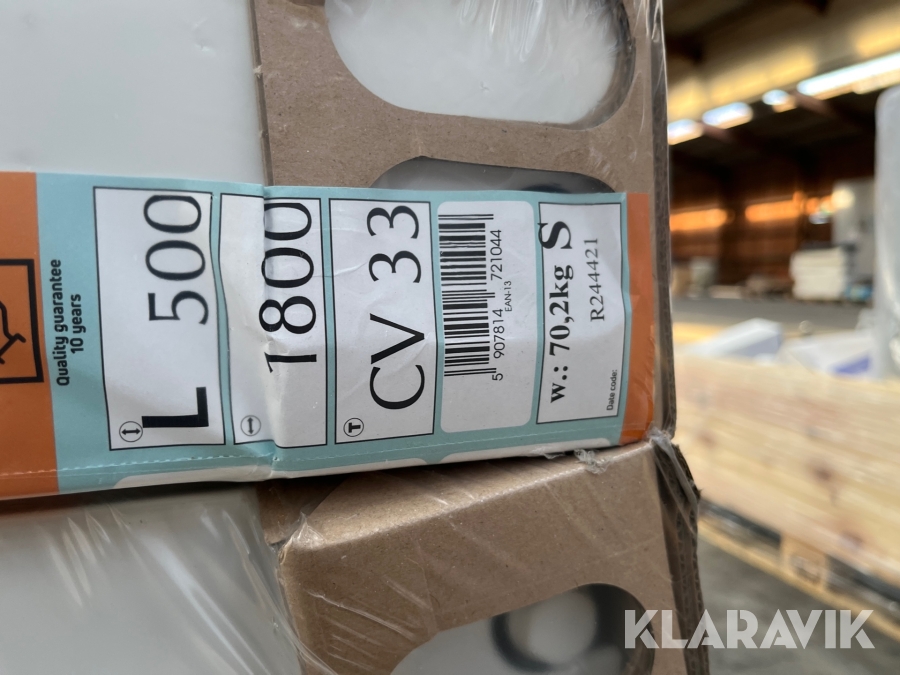 Quality guarantee
10 years
L 500
1800
T
CV 33
5 907814 721044
EAN-13
w.: 70,2kg S
R244421
Date code:
KLARAVIK